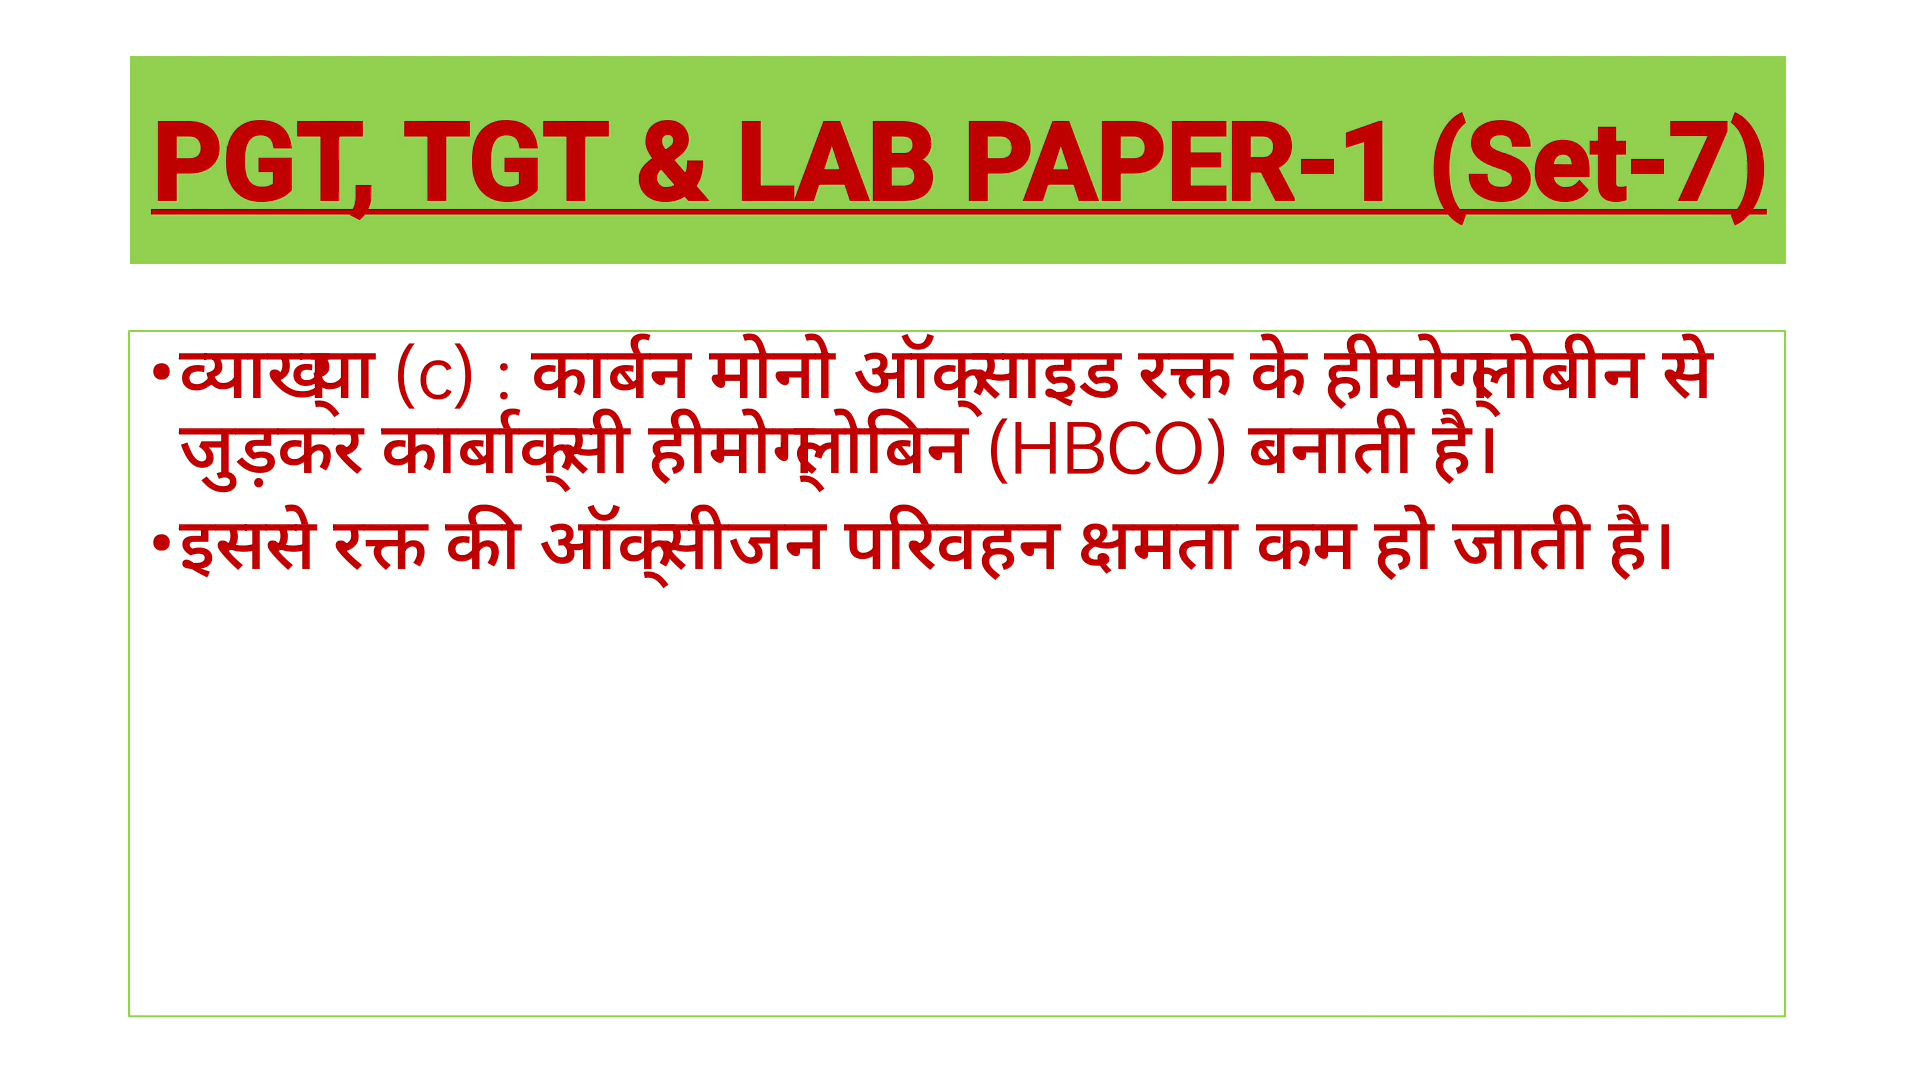 PGT, TGT & LAB PAPER-1 (Set-7)
•व्याख्या (c) : कार्बन मोनो ऑक्साइड रक्त के हीमोग्लोबीन से
जुड़कर कार्बाक्सी हीमोग्लोबिन (HBCO) बनाती है।
•इससे रक्त की ऑक्सीजन परिवहन क्षमता कम हो जाती है।